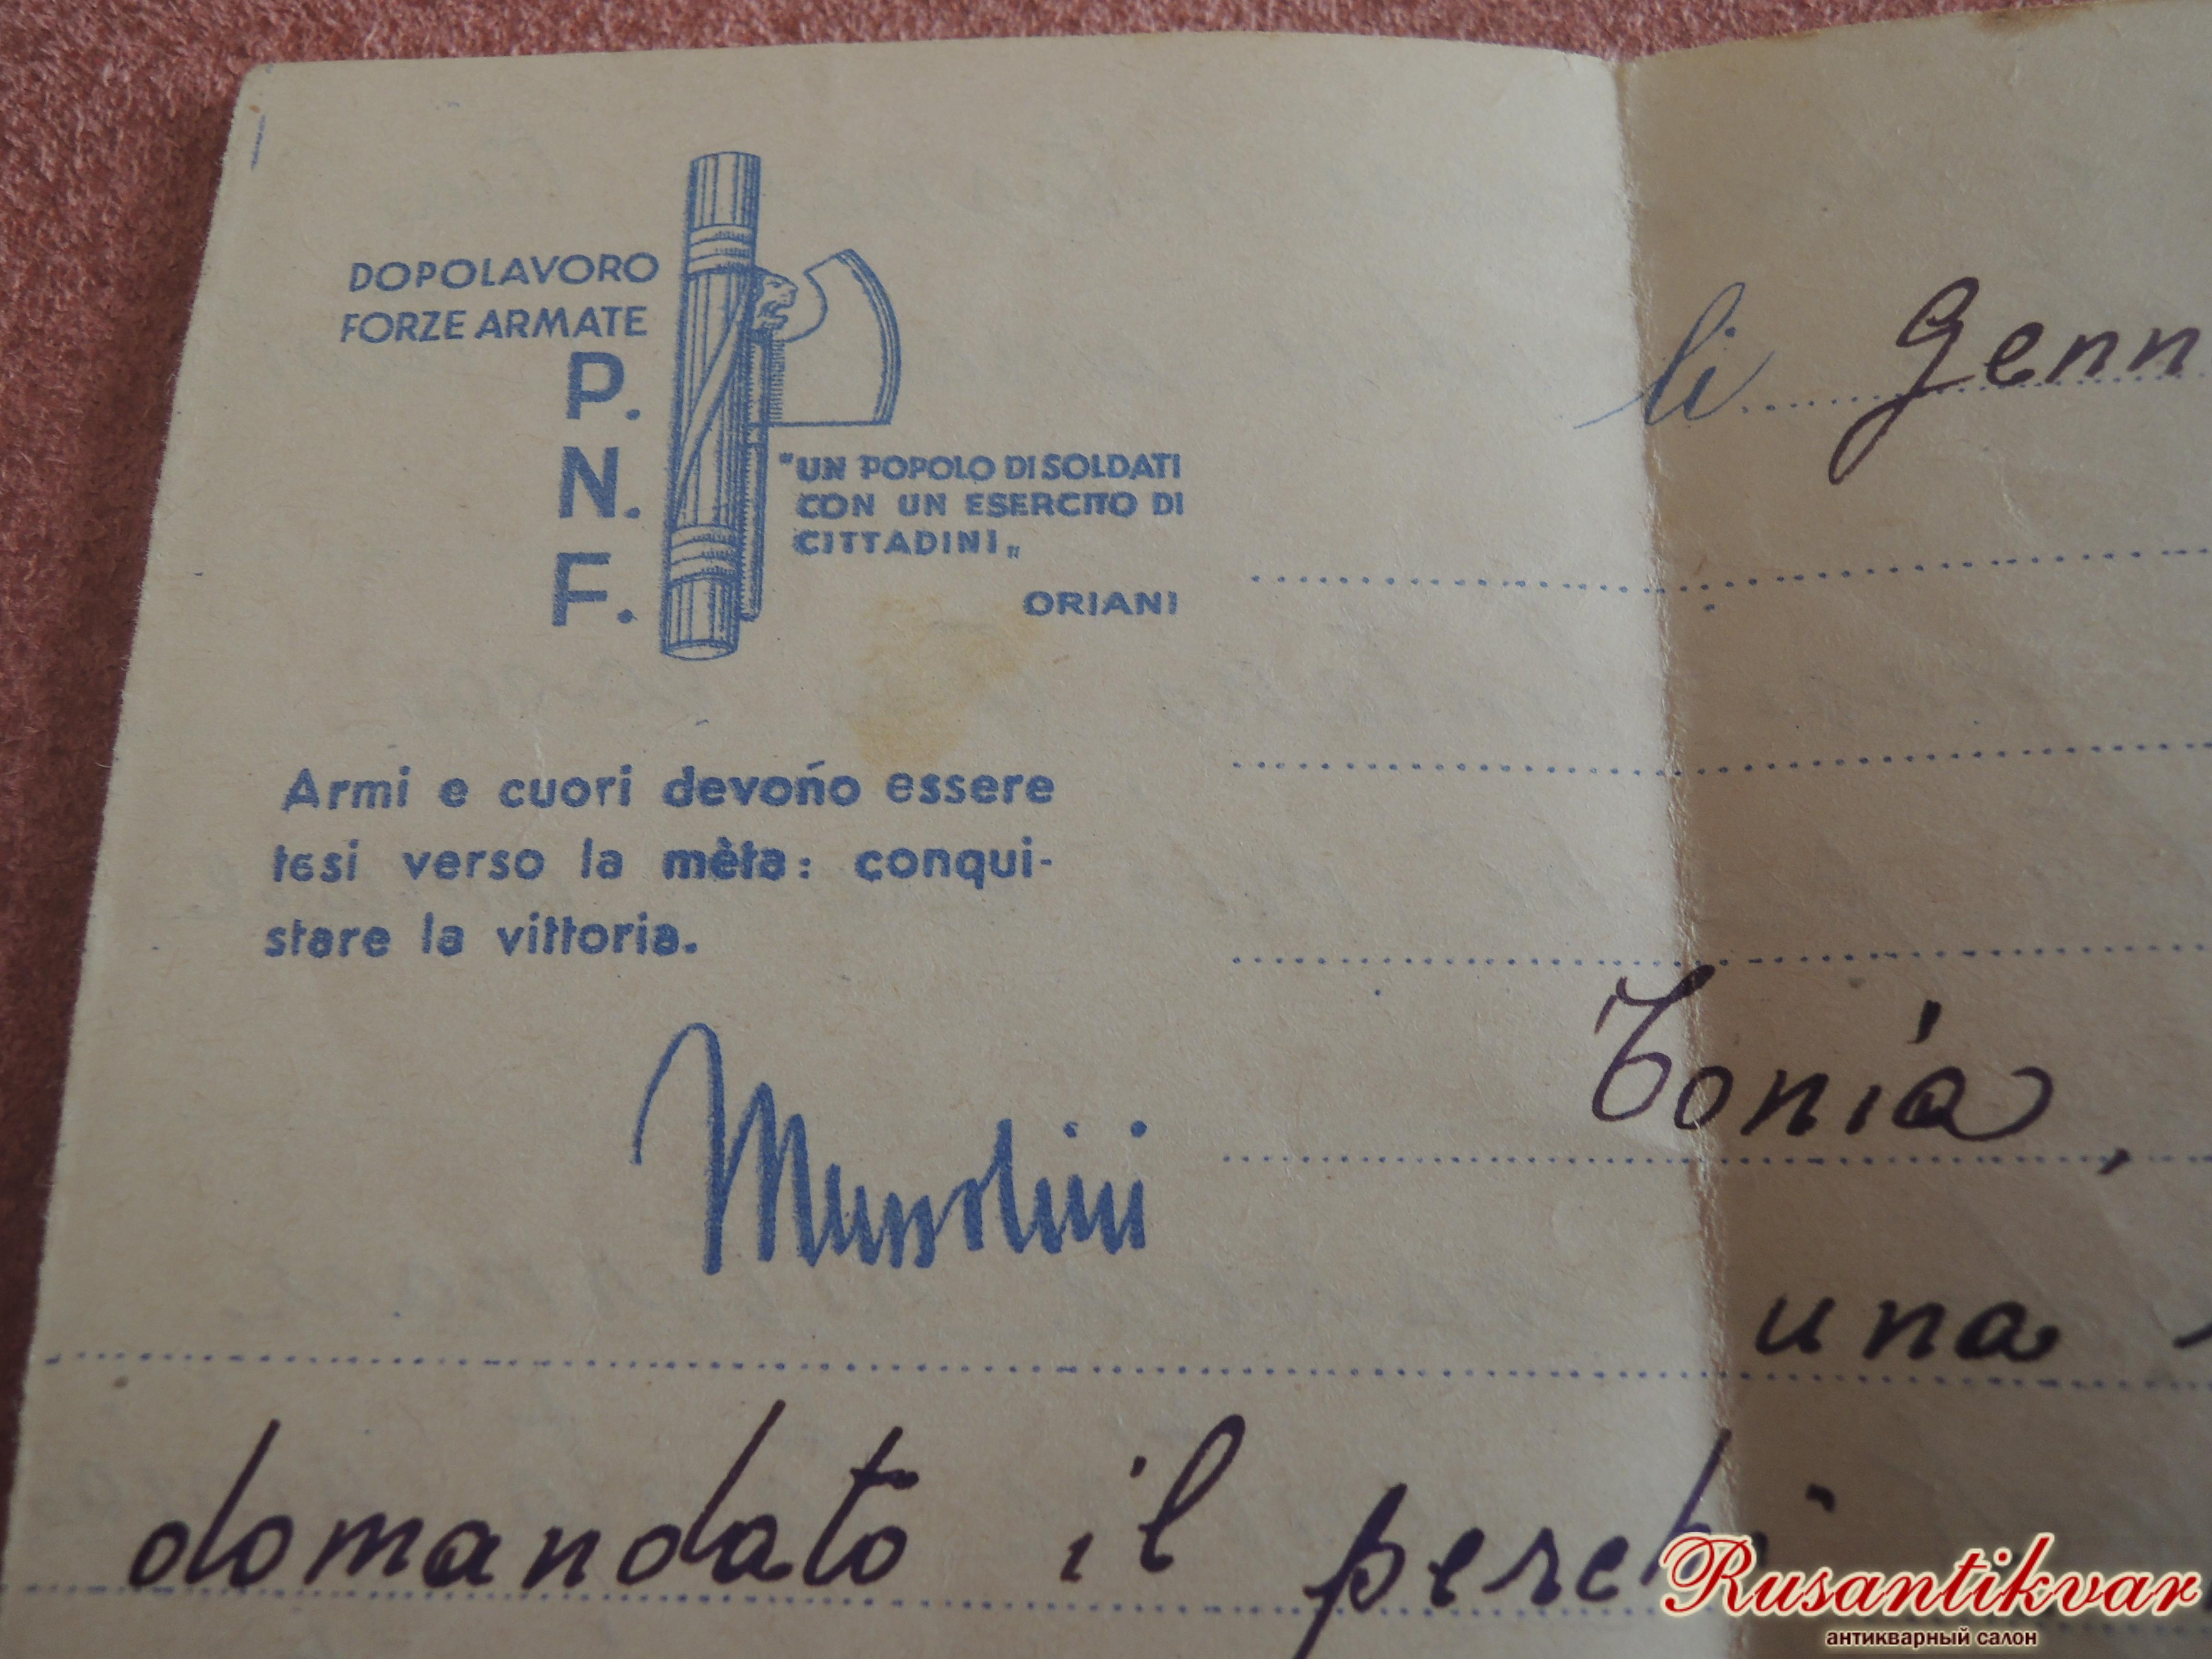 DOPOLAVORO
FORZE ARMATE
P.
N.
F.
"UN POPOLO DI SOLDATI
CON UN ESERCITO DI
CITTADINI„
ORIANI
li Genn
Armi e cuori devono essere
tesi verso la mèta: conqui-
stare la vittoria.
Mussolini
Tonia,
una
domandato il perchè
Rusantikvar
антикварный салон